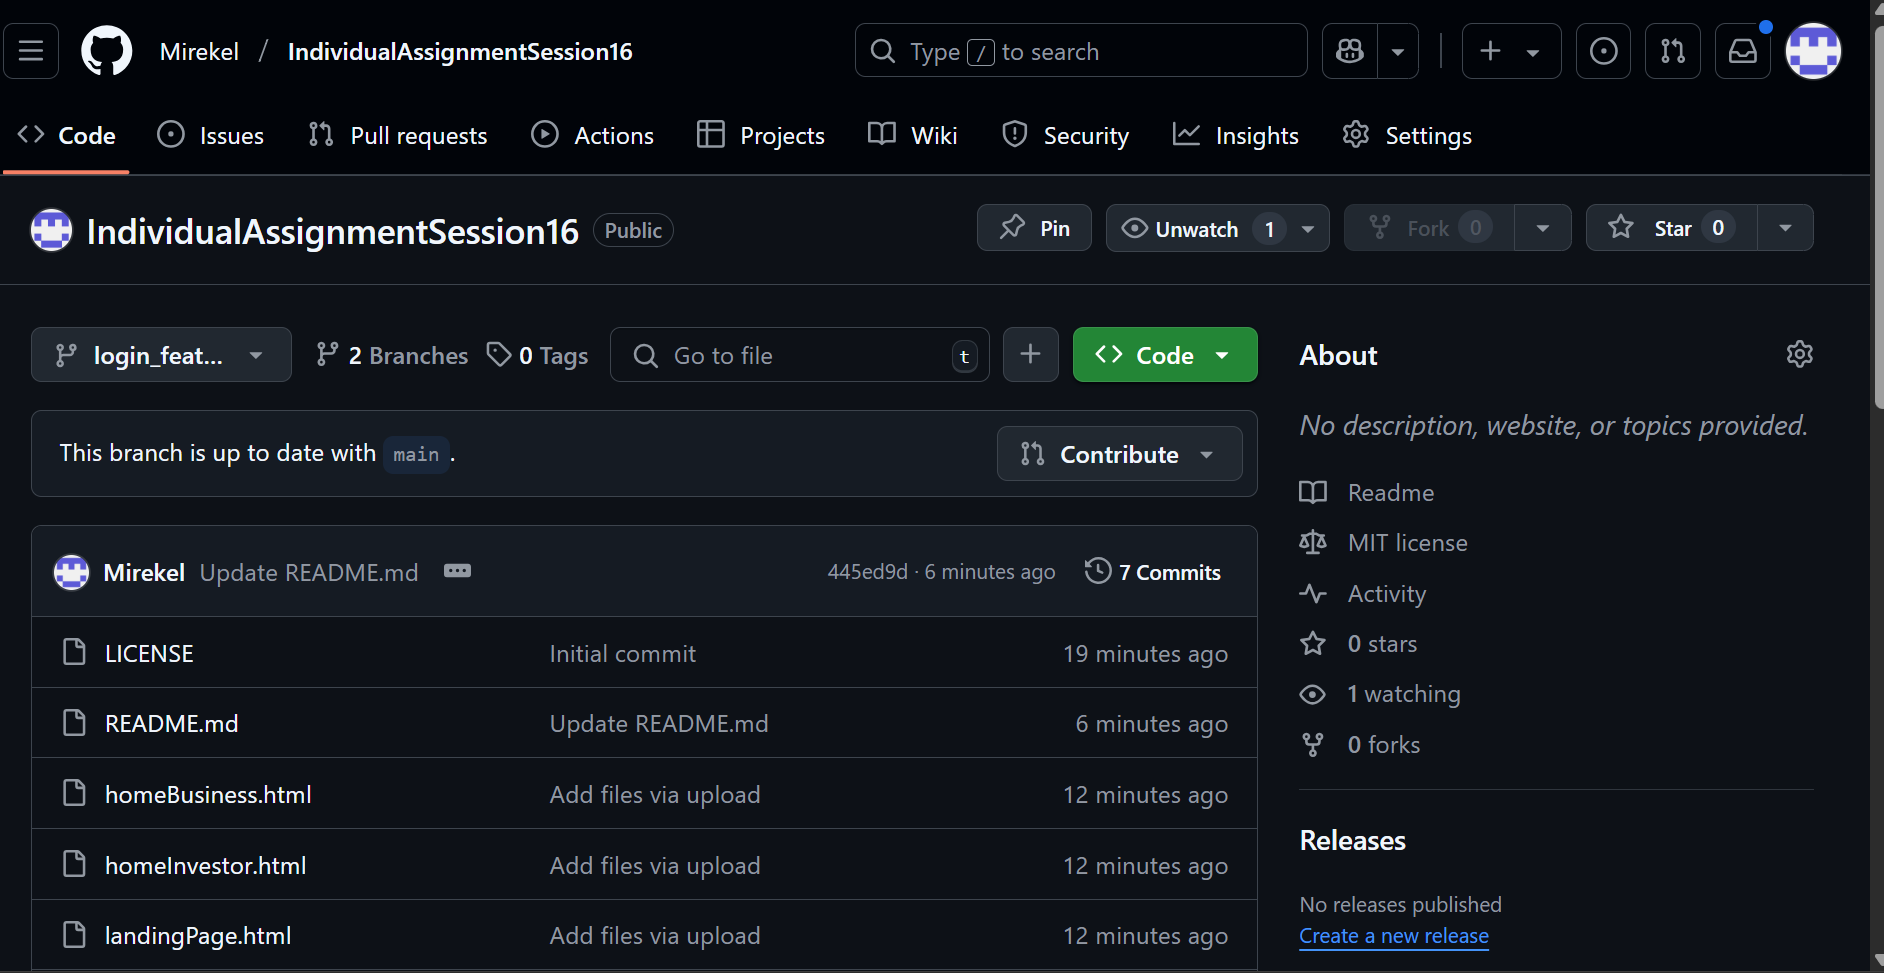 Mirekel / IndividualAssignmentSession16
Type / to search
Code Issues Pull requests Actions Projects Wiki Security Insights Settings
IndividualAssignmentSession16 Public
Pin Unwatch 1 Fork 0 Star 0
login_feat... 2 Branches 0 Tags Go to file t Code
This branch is up to date with main.
Contribute
Mirekel Update README.md ... 445ed9d · 6 minutes ago 7 Commits
LICENSE Initial commit 19 minutes ago
README.md Update README.md 6 minutes ago
homeBusiness.html Add files via upload 12 minutes ago
homeInvestor.html Add files via upload 12 minutes ago
landingPage.html Add files via upload 12 minutes ago
About
No description, website, or topics provided.
Readme
MIT license
Activity
0 stars
1 watching
0 forks
Releases
No releases published
Create a new release